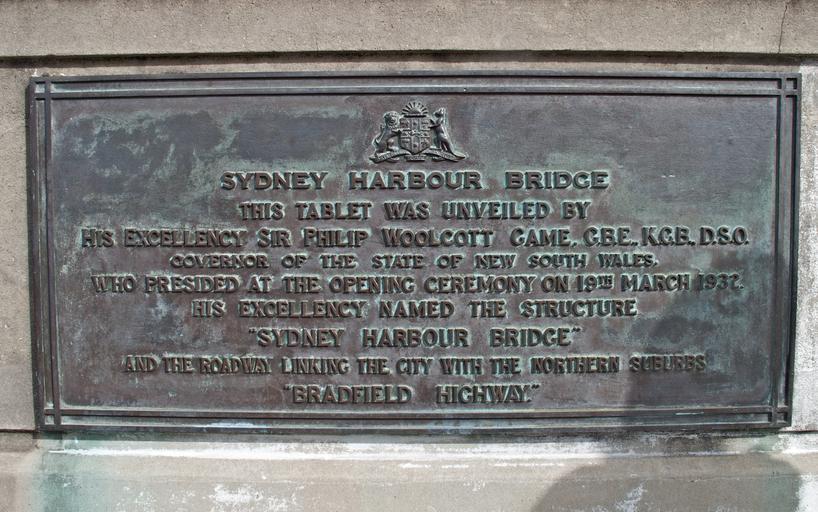 SYDNEY HARBOUR BRIDGE
THIS TABLET WAS UNVEILED BY
HIS EXCELLENCY SIR PHILIP WOOLCOTT GAME, G.B.E., K.C.B., D.S.O.
GOVERNOR OF THE STATE OF NEW SOUTH WALES,
WHO PRESIDED AT THE OPENING CEREMONY ON 19TH MARCH 1932.
HIS EXCELLENCY NAMED THE STRUCTURE
"SYDNEY HARBOUR BRIDGE"
AND THE ROADWAY LINKING THE CITY WITH THE NORTHERN SUBURBS
"BRADFIELD HIGHWAY."